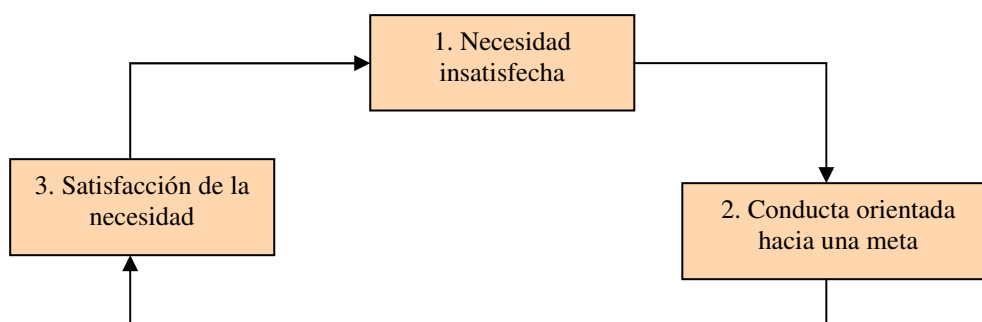 1. Necesidad
insatisfecha
3. Satisfacción de la
necesidad
2. Conducta orientada
hacia una meta